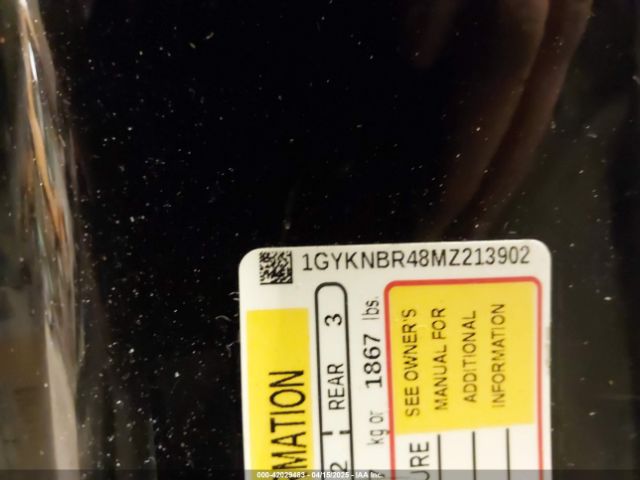 1GYKNBR48MZ213902
MATION
2 | REAR 3
kg or 1867 lbs.
SEE OWNER'S
MANUAL FOR
ADDITIONAL
INFORMATION
URE
000-42029483 - 04/15/2025 - IAA Inc.